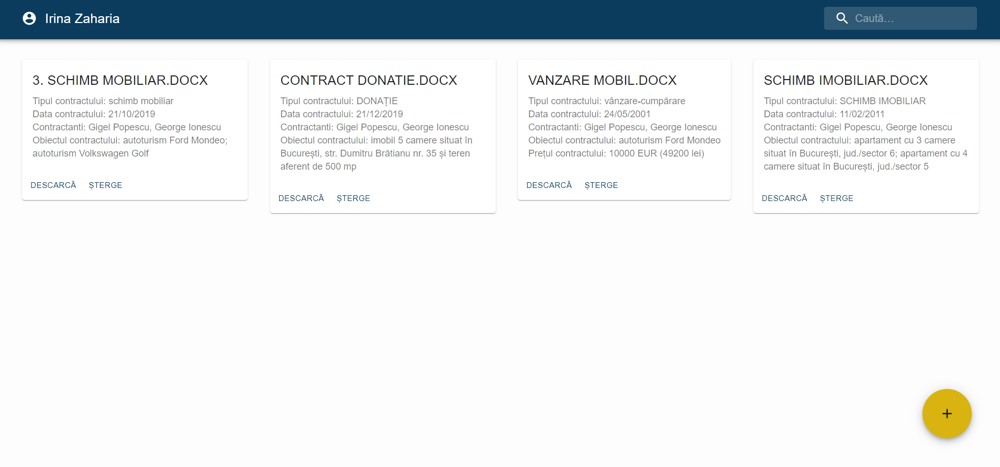 Irina Zaharia
Caută...
3. SCHIMB MOBILIAR.DOCX
Tipul contractului: schimb mobiliar
Data contractului: 21/10/2019
Contractanti: Gigel Popescu, George Ionescu
Obiectul contractului: autoturism Ford Mondeo;
autoturism Volkswagen Golf
DESCARCĂ ȘTERGE
CONTRACT DONATIE.DOCX
Tipul contractului: DONAȚIE
Data contractului: 21/12/2019
Contractanti: Gigel Popescu, George Ionescu
Obiectul contractului: imobil 5 camere situat în
București, str. Dumitru Brătianu nr. 35 și teren
aferent de 500 mp
DESCARCĂ ȘTERGE
VANZARE MOBIL.DOCX
Tipul contractului: vânzare-cumpărare
Data contractului: 24/05/2001
Contractanti: Gigel Popescu, George Ionescu
Obiectul contractului: autoturism Ford Mondeo
Prețul contractului: 10000 EUR (49200 lei)
DESCARCĂ ȘTERGE
SCHIMB IMOBILIAR.DOCX
Tipul contractului: SCHIMB IMOBILIAR
Data contractului: 11/02/2011
Contractanti: Gigel Popescu, George Ionescu
Obiectul contractului: apartament cu 3 camere
situat în București, jud./sector 6; apartament cu 4
camere situat în București, jud./sector 5
DESCARCĂ ȘTERGE
+